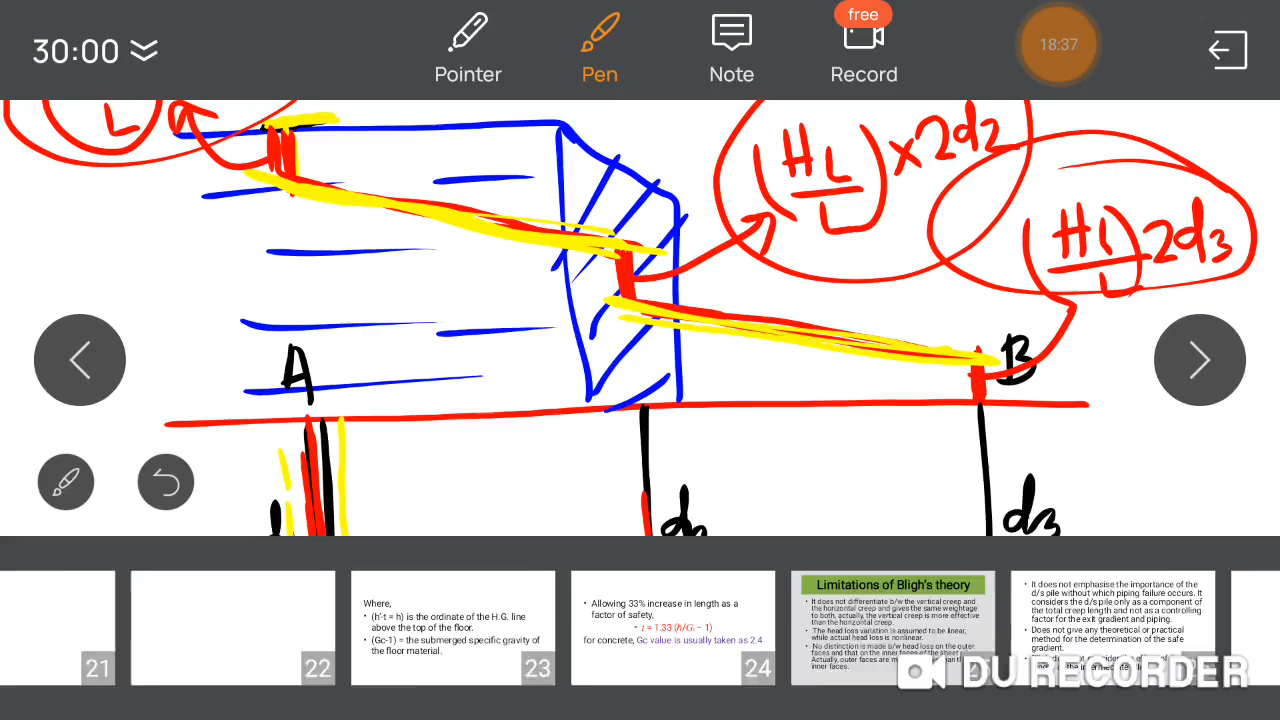 free
30:00
18:37
Pointer
Pen
Note
Record
L
(HL/L) × 2d2
(HL/L) 2d3
A
B
d2
d3
Where,
• (h'-t = h) is the ordinate of the H.G. line
above the top of the floor.
• (Gc-1) = the submerged specific gravity of
the floor material.
• Allowing 33% increase in length as a
factor of safety,
• t = 1.33 (h/Gc − 1)
for concrete, Gc value is usually taken as 2.4
Limitations of Bligh's theory
• It does not differentiate b/w the vertical creep and
the horizontal creep and gives the same weightage
to both, actually, the vertical creep is more effective
than the horizontal creep.
• The head loss variation is assumed to be linear,
while actual head loss is nonlinear.
• No distinction is made b/w head loss on the outer
faces and that on the inner faces of the sheet
Actually, outer faces are
inner faces.
• It does not emphasise the importance of the
d/s pile without which piping failure occurs. It
considers the d/s pile only as a component of
the total creep length and not as a controlling
factor for the exit gradient and piping.
• Does not give any theoretical or practical
method for the determination of the safe
gradient.
21
22
23
24
DU RECORDER